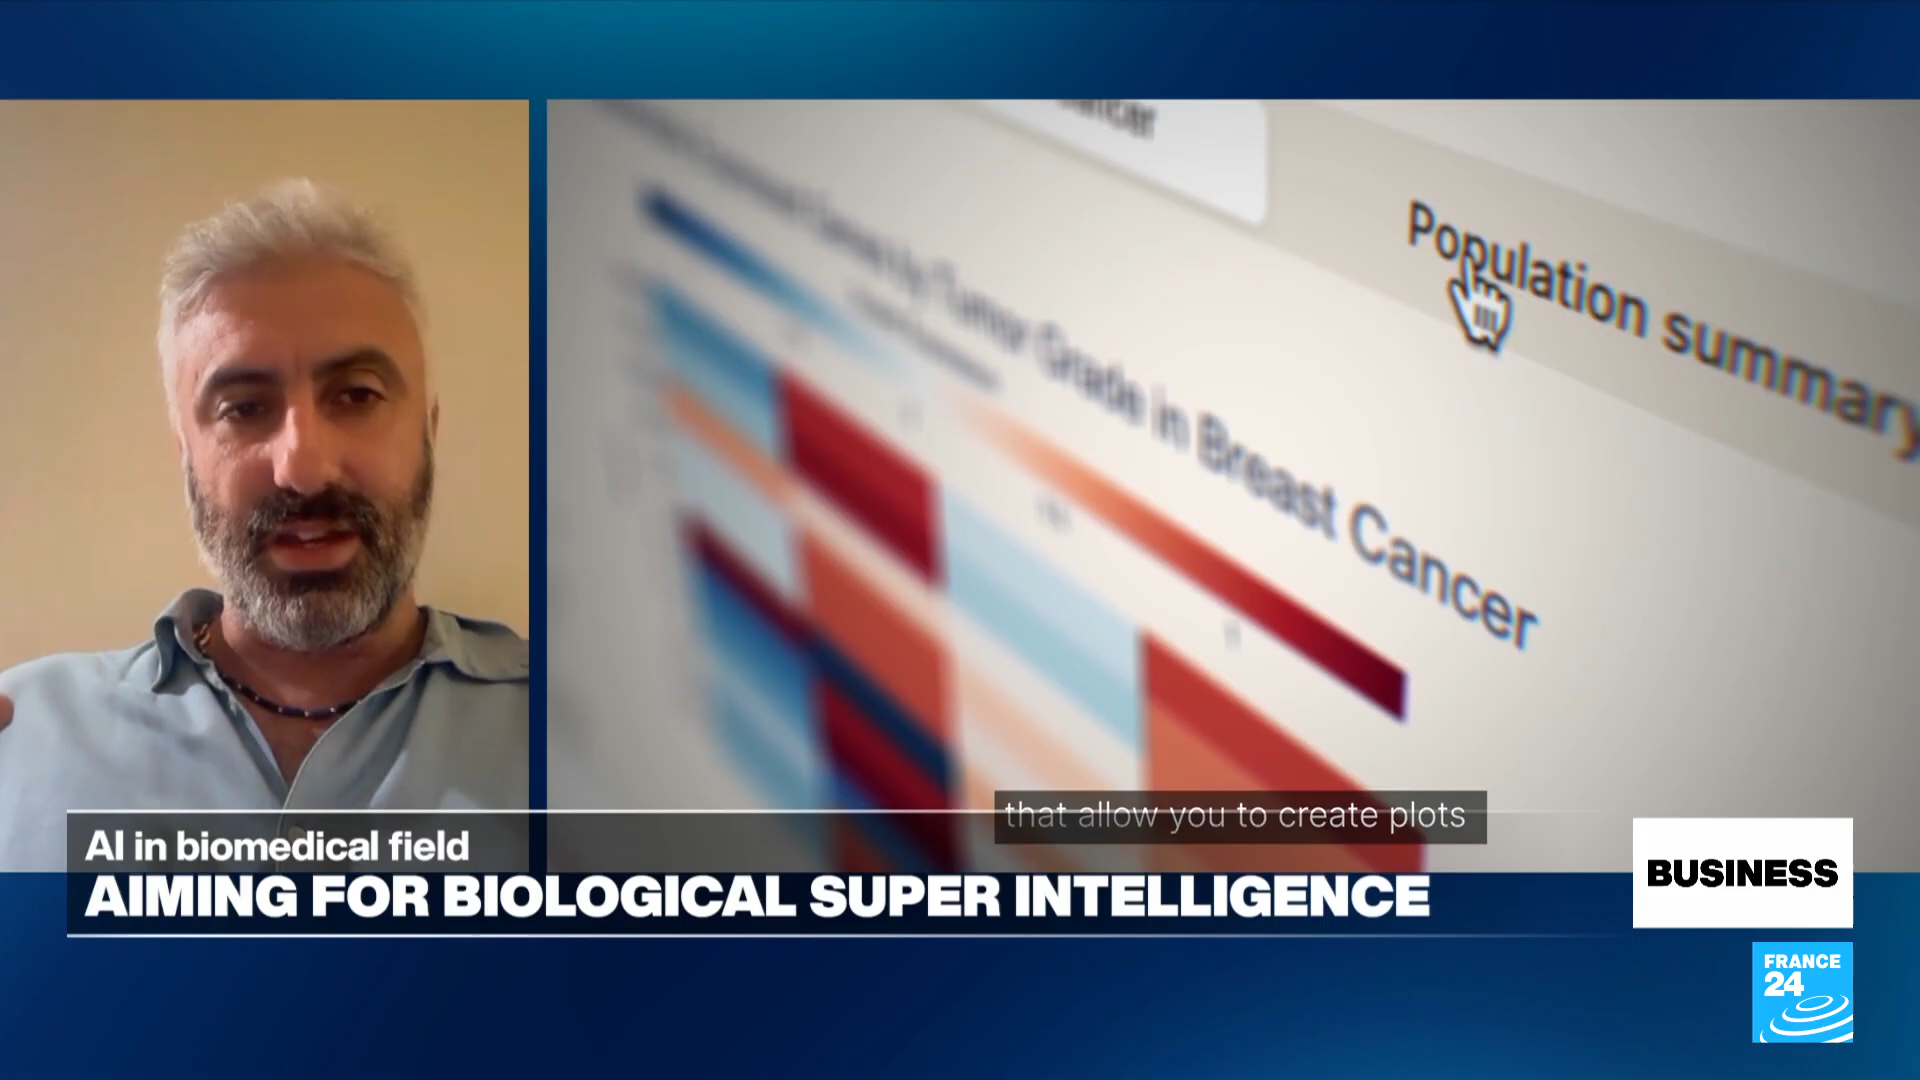 Population summary
Tumor Grade in Breast Cancer
that allow you to create plots
AI in biomedical field
AIMING FOR BIOLOGICAL SUPER INTELLIGENCE
BUSINESS
FRANCE
24